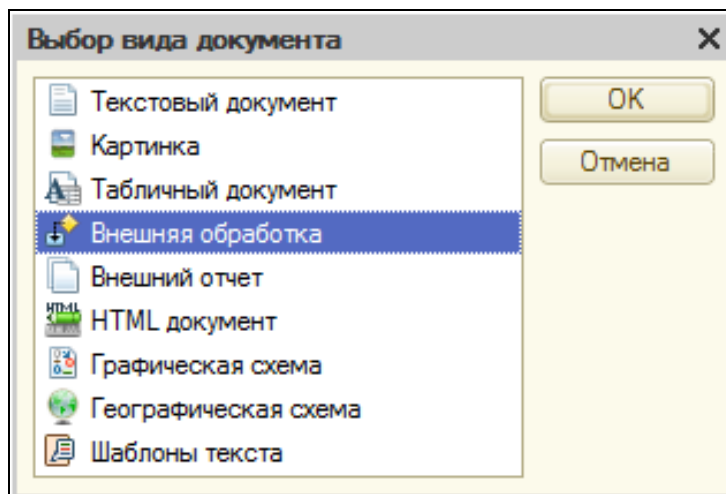 Выбор вида документа
Текстовый документ
Картинка
Табличный документ
Внешняя обработка
Внешний отчет
HTML документ
Графическая схема
Географическая схема
Шаблоны текста
OK
Отмена